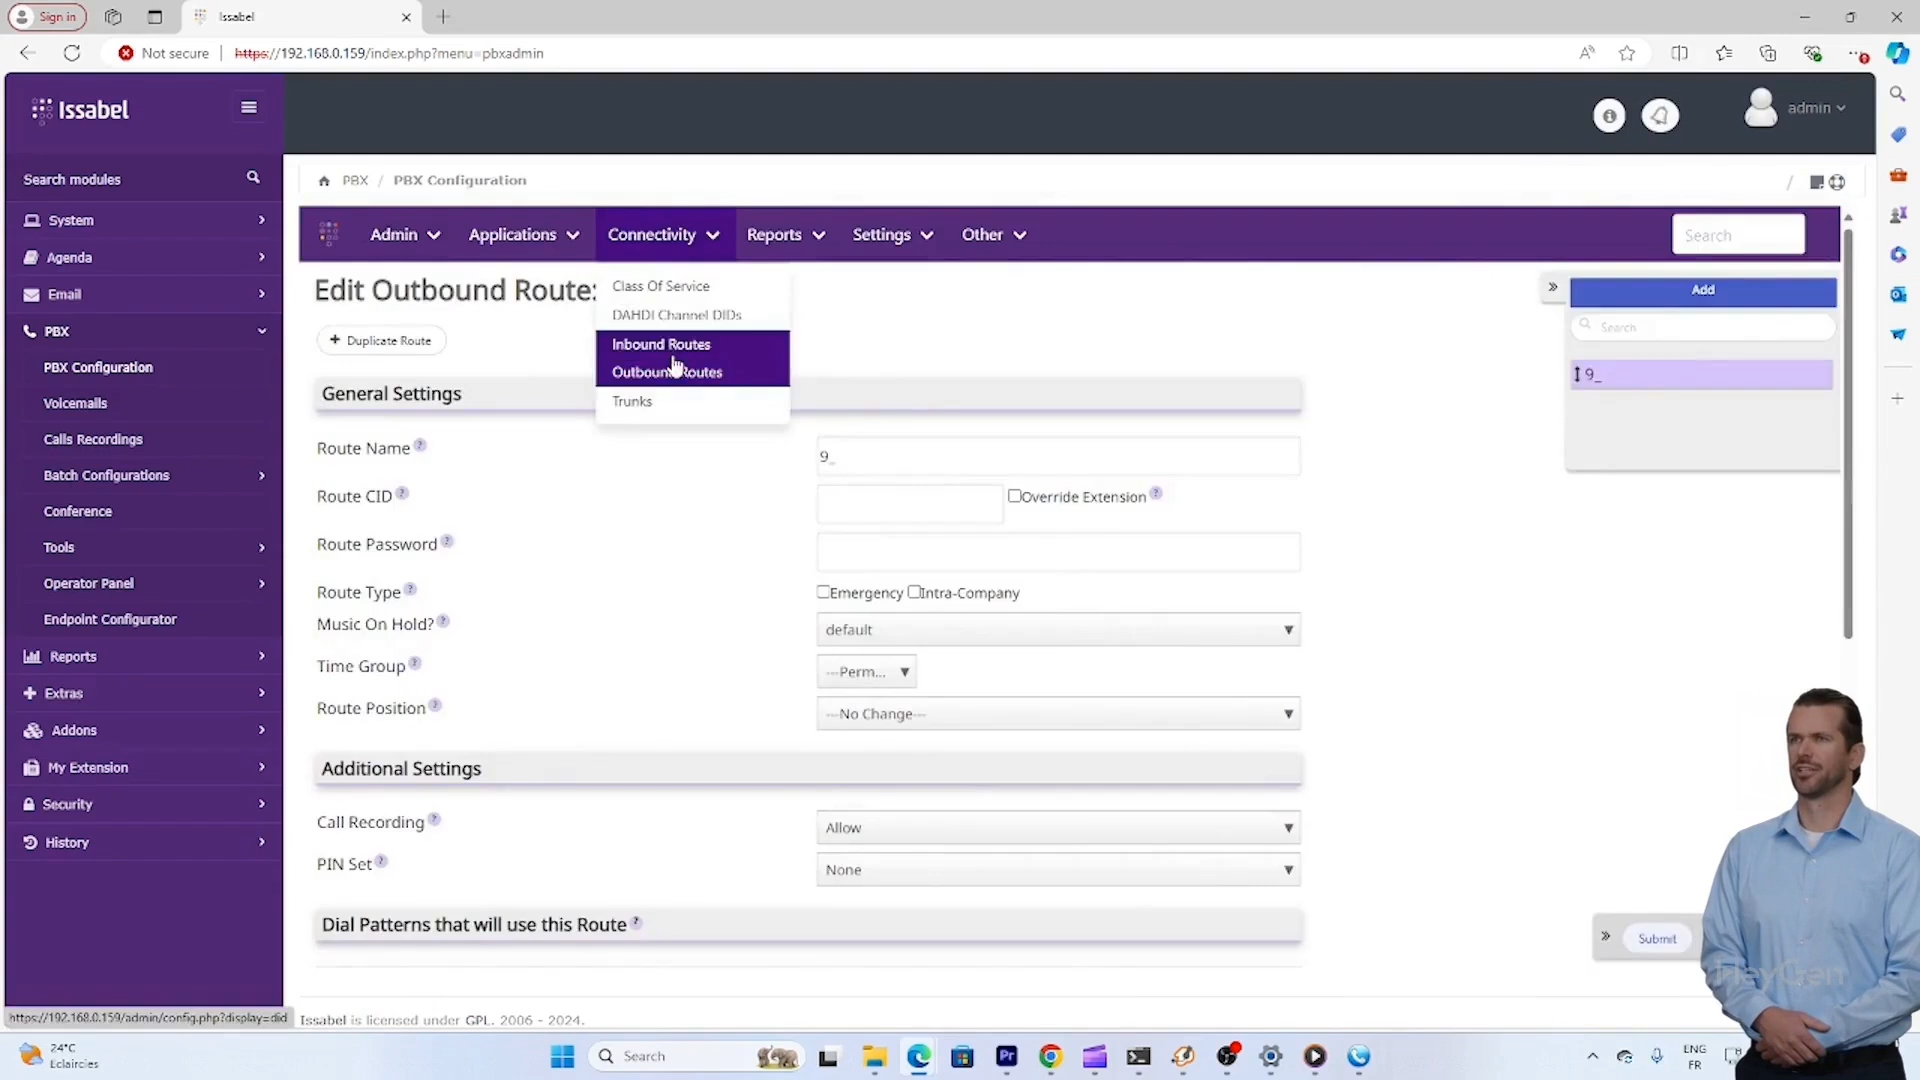 Sign in
Issabel
Not secure
https://192.168.0.159/index.php?menu=pbxadmin
Issabel
admin
Search modules
PBX / PBX Configuration
/
System
Agenda
Email
PBX
PBX Configuration
Voicemails
Calls Recordings
Batch Configurations
Conference
Tools
Operator Panel
Endpoint Configurator
Reports
Extras
Addons
My Extension
Security
History
Admin
Applications
Connectivity
Reports
Settings
Other
Search
Class Of Service
DAHDI Channel DIDs
Inbound Routes
Outbound Routes
Trunks
Edit Outbound Route:
+ Duplicate Route
Add
Search
9_
General Settings
Route Name ?
9_
Route CID ?
Override Extension ?
Route Password ?
Route Type ?
Emergency Intra-Company
Music On Hold? ?
default
Time Group ?
---Perm...
Route Position ?
---No Change---
Additional Settings
Call Recording ?
Allow
PIN Set ?
None
Dial Patterns that will use this Route ?
Submit
HeyGen
https://192.168.0.159/admin/config.php?display=did
Issabel is licensed under GPL. 2006 - 2024.
24°C
Eclaircies
Search
Pr
ENG
FR